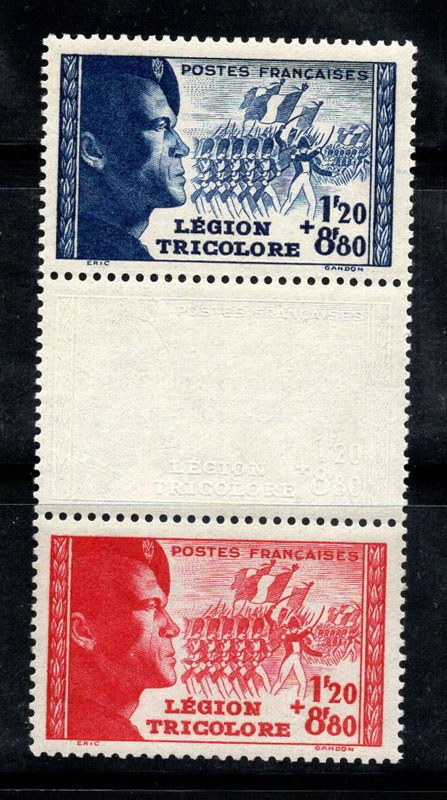 POSTES FRANÇAISES
1F20
LÉGION
+8F80
TRICOLORE
ERIC
GANDON
POSTES FRANÇAISES
1F20
LÉGION
+8F80
TRICOLORE
POSTES FRANÇAISES
1F20
LÉGION
+8F80
TRICOLORE
ERIC
GANDON